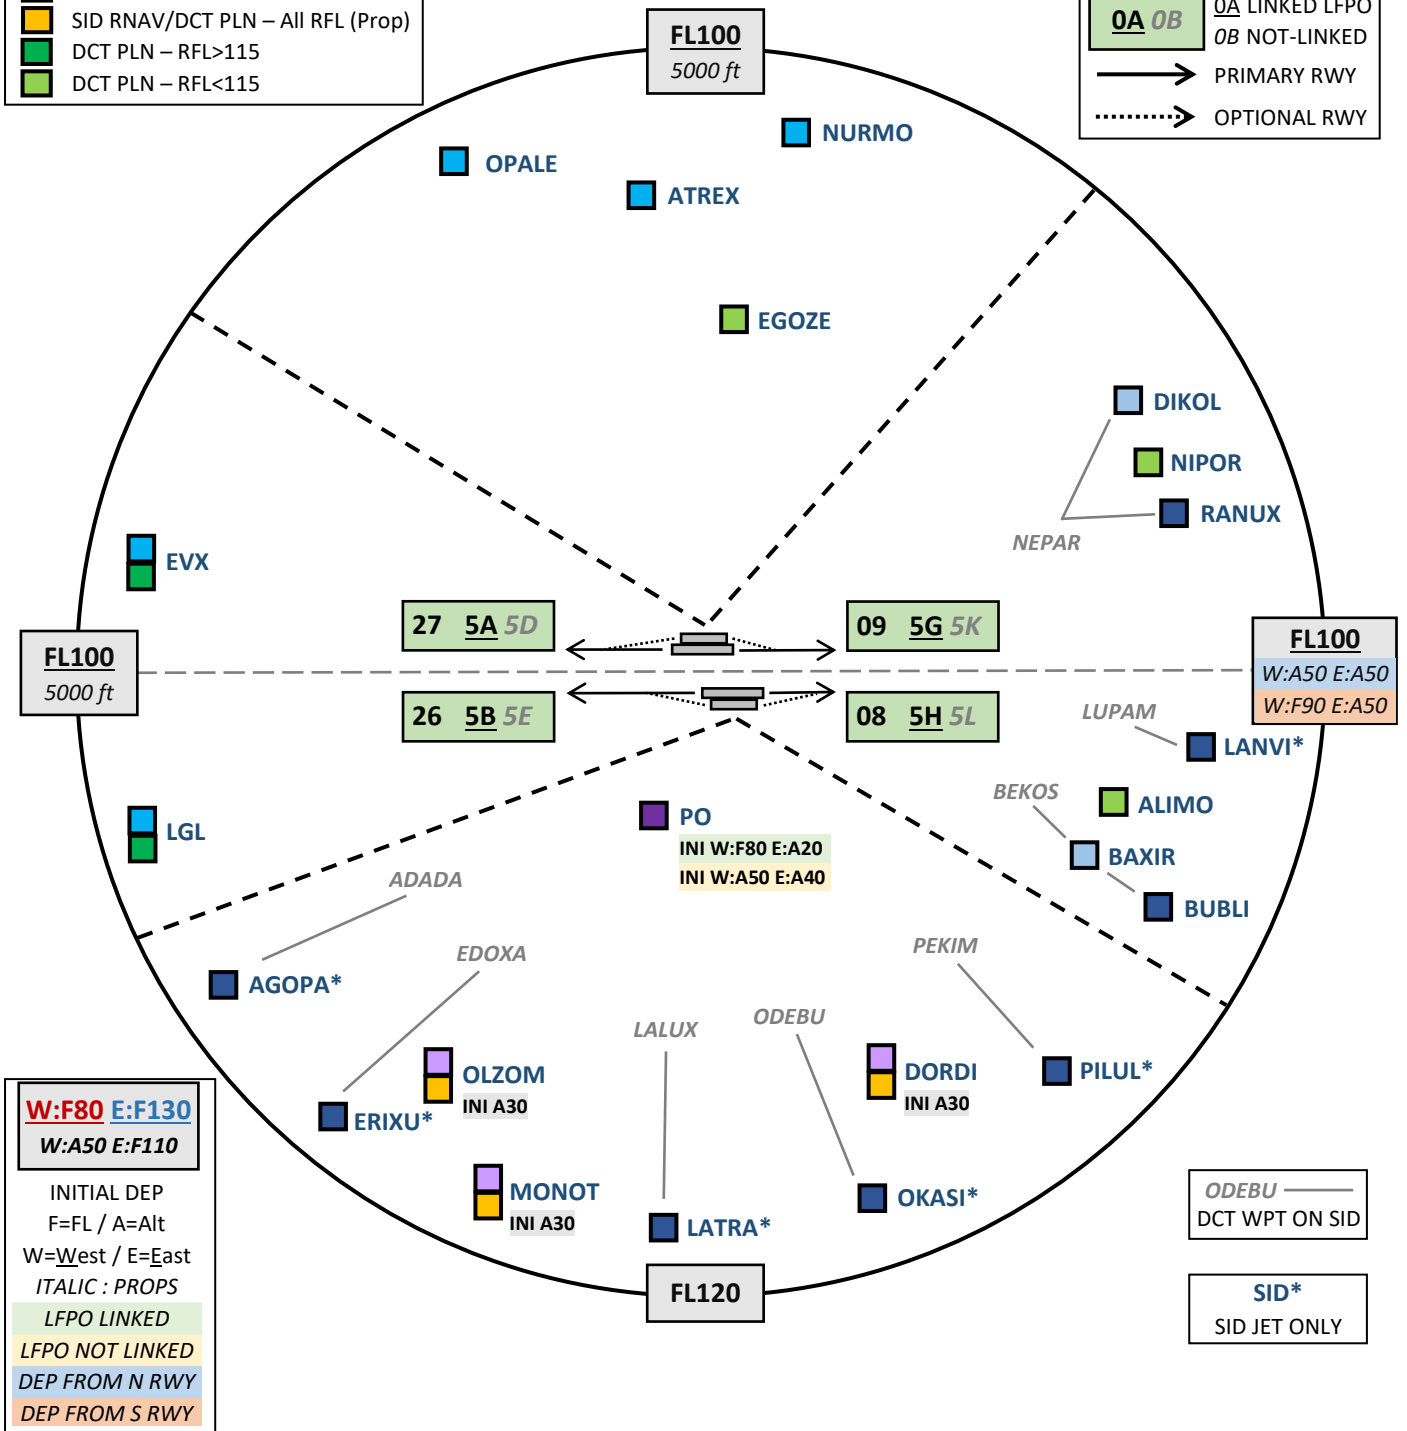 SID RNAV/DCT PLN – All RFL (Prop)
DCT PLN – RFL>115
DCT PLN – RFL<115
FL100
5000 ft
0A 0B
0A LINKED LFPO
0B NOT-LINKED
PRIMARY RWY
OPTIONAL RWY
NURMO
OPALE
ATREX
EGOZE
DIKOL
NIPOR
RANUX
NEPAR
EVX
27 5A 5D
09 5G 5K
FL100
5000 ft
FL100
W:A50 E:A50
W:F90 E:A50
26 5B 5E
08 5H 5L
LUPAM
LANVI*
BEKOS
ALIMO
PO
INI W:F80 E:A20
INI W:A50 E:A40
LGL
BAXIR
ADADA
BUBLI
EDOXA
PEKIM
AGOPA*
LALUX
ODEBU
OLZOM
INI A30
DORDI
INI A30
PILUL*
ERIXU*
MONOT
INI A30
LATRA*
OKASI*
FL120
W:F80 E:F130
W:A50 E:F110
INITIAL DEP
F=FL / A=Alt
W=West / E=East
ITALIC : PROPS
LFPO LINKED
LFPO NOT LINKED
DEP FROM N RWY
DEP FROM S RWY
ODEBU
DCT WPT ON SID
SID*
SID JET ONLY